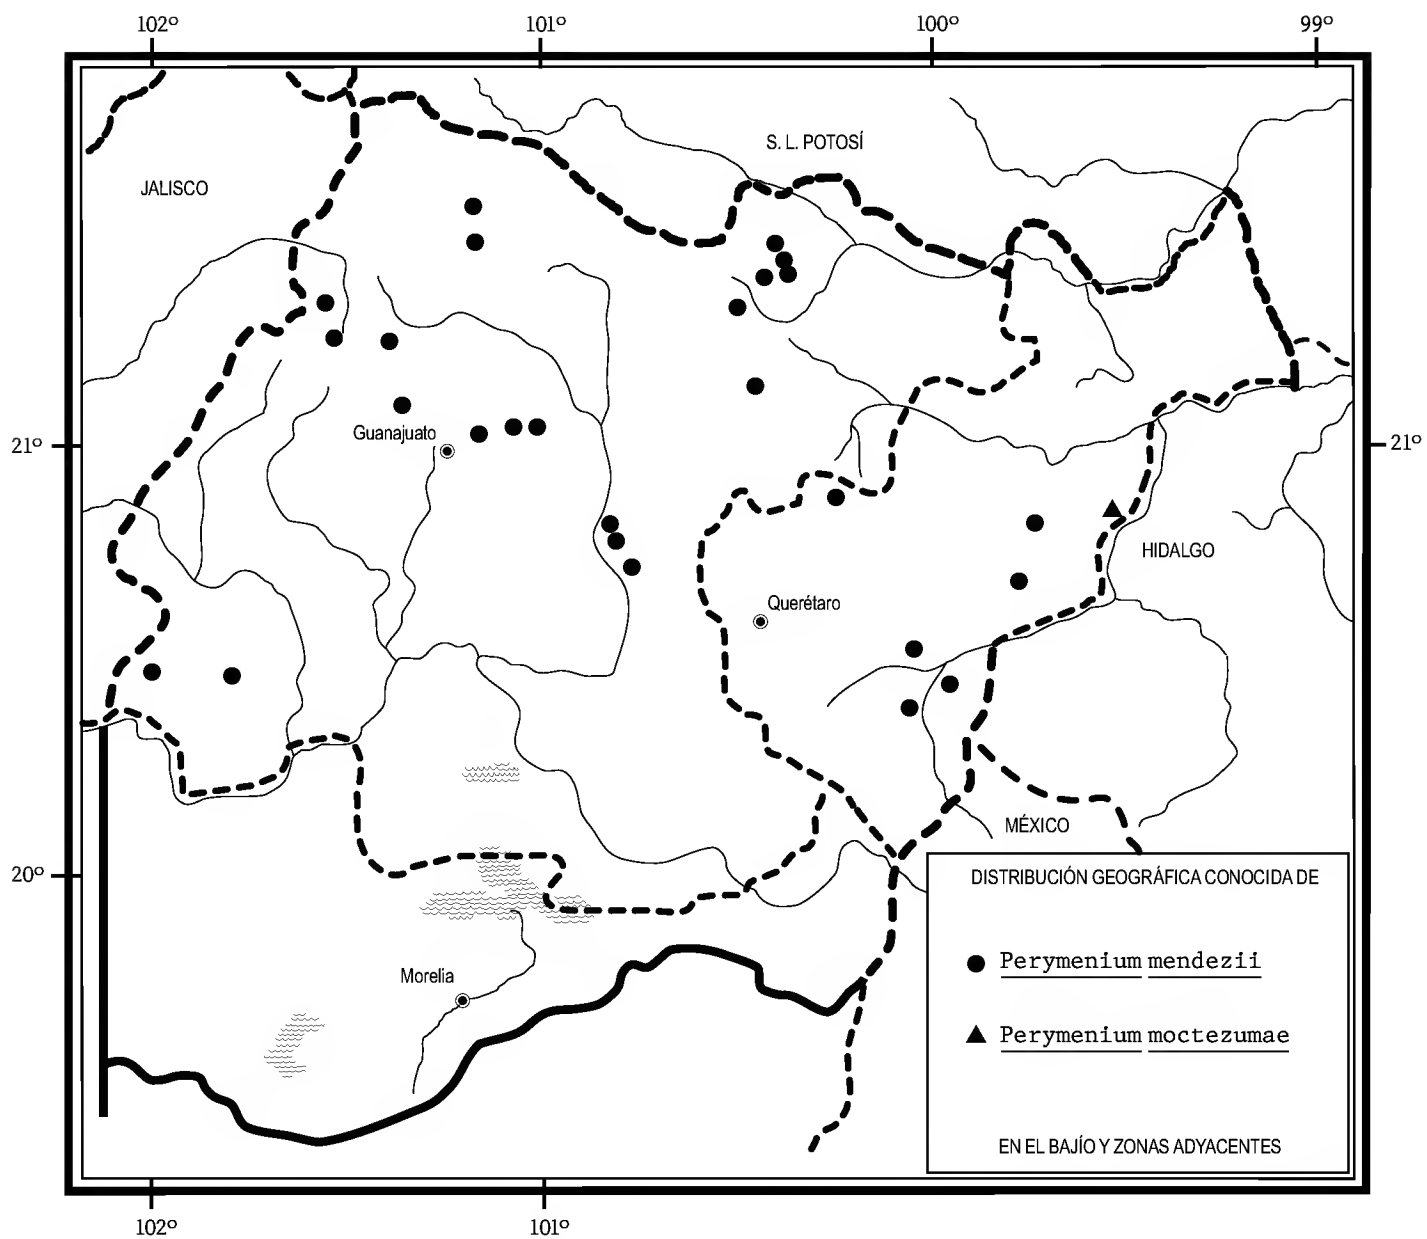 102° 101° 100° 99°
S. L. POTOSÍ
JALISCO
Guanajuato
21° 21°
HIDALGO
Querétaro
MÉXICO
20°
DISTRIBUCIÓN GEOGRÁFICA CONOCIDA DE
Perymenium mendezii
Morelia
Perymenium moctezumae
EN EL BAJÍO Y ZONAS ADYACENTES
102° 101°